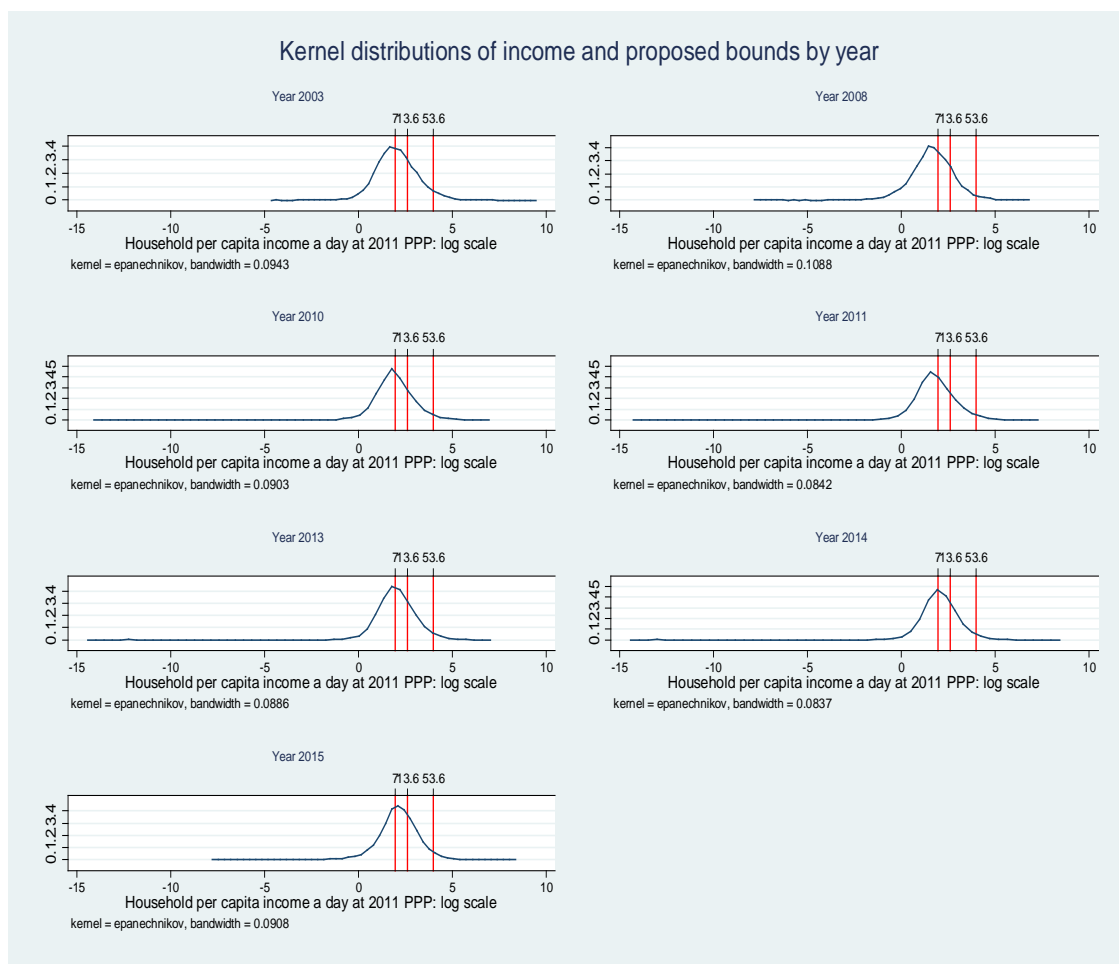 Kernel distributions of income and proposed bounds by year
Year 2003
7 13.6 53.6
0 .1 .2 .3 .4
-15 -10 -5 0 5 10
Household per capita income a day at 2011 PPP: log scale
kernel = epanechnikov, bandwidth = 0.0943
Year 2008
7 13.6 53.6
0 .1 .2 .3 .4
-15 -10 -5 0 5 10
Household per capita income a day at 2011 PPP: log scale
kernel = epanechnikov, bandwidth = 0.1088
Year 2010
7 13.6 53.6
0 .1 .2 .3 .4 .5
-15 -10 -5 0 5 10
Household per capita income a day at 2011 PPP: log scale
kernel = epanechnikov, bandwidth = 0.0903
Year 2011
7 13.6 53.6
0 .1 .2 .3 .4 .5
-15 -10 -5 0 5 10
Household per capita income a day at 2011 PPP: log scale
kernel = epanechnikov, bandwidth = 0.0842
Year 2013
7 13.6 53.6
0 .1 .2 .3 .4
-15 -10 -5 0 5 10
Household per capita income a day at 2011 PPP: log scale
kernel = epanechnikov, bandwidth = 0.0886
Year 2014
7 13.6 53.6
0 .1 .2 .3 .4 .5
-15 -10 -5 0 5 10
Household per capita income a day at 2011 PPP: log scale
kernel = epanechnikov, bandwidth = 0.0837
Year 2015
7 13.6 53.6
0 .1 .2 .3 .4
-15 -10 -5 0 5 10
Household per capita income a day at 2011 PPP: log scale
kernel = epanechnikov, bandwidth = 0.0908